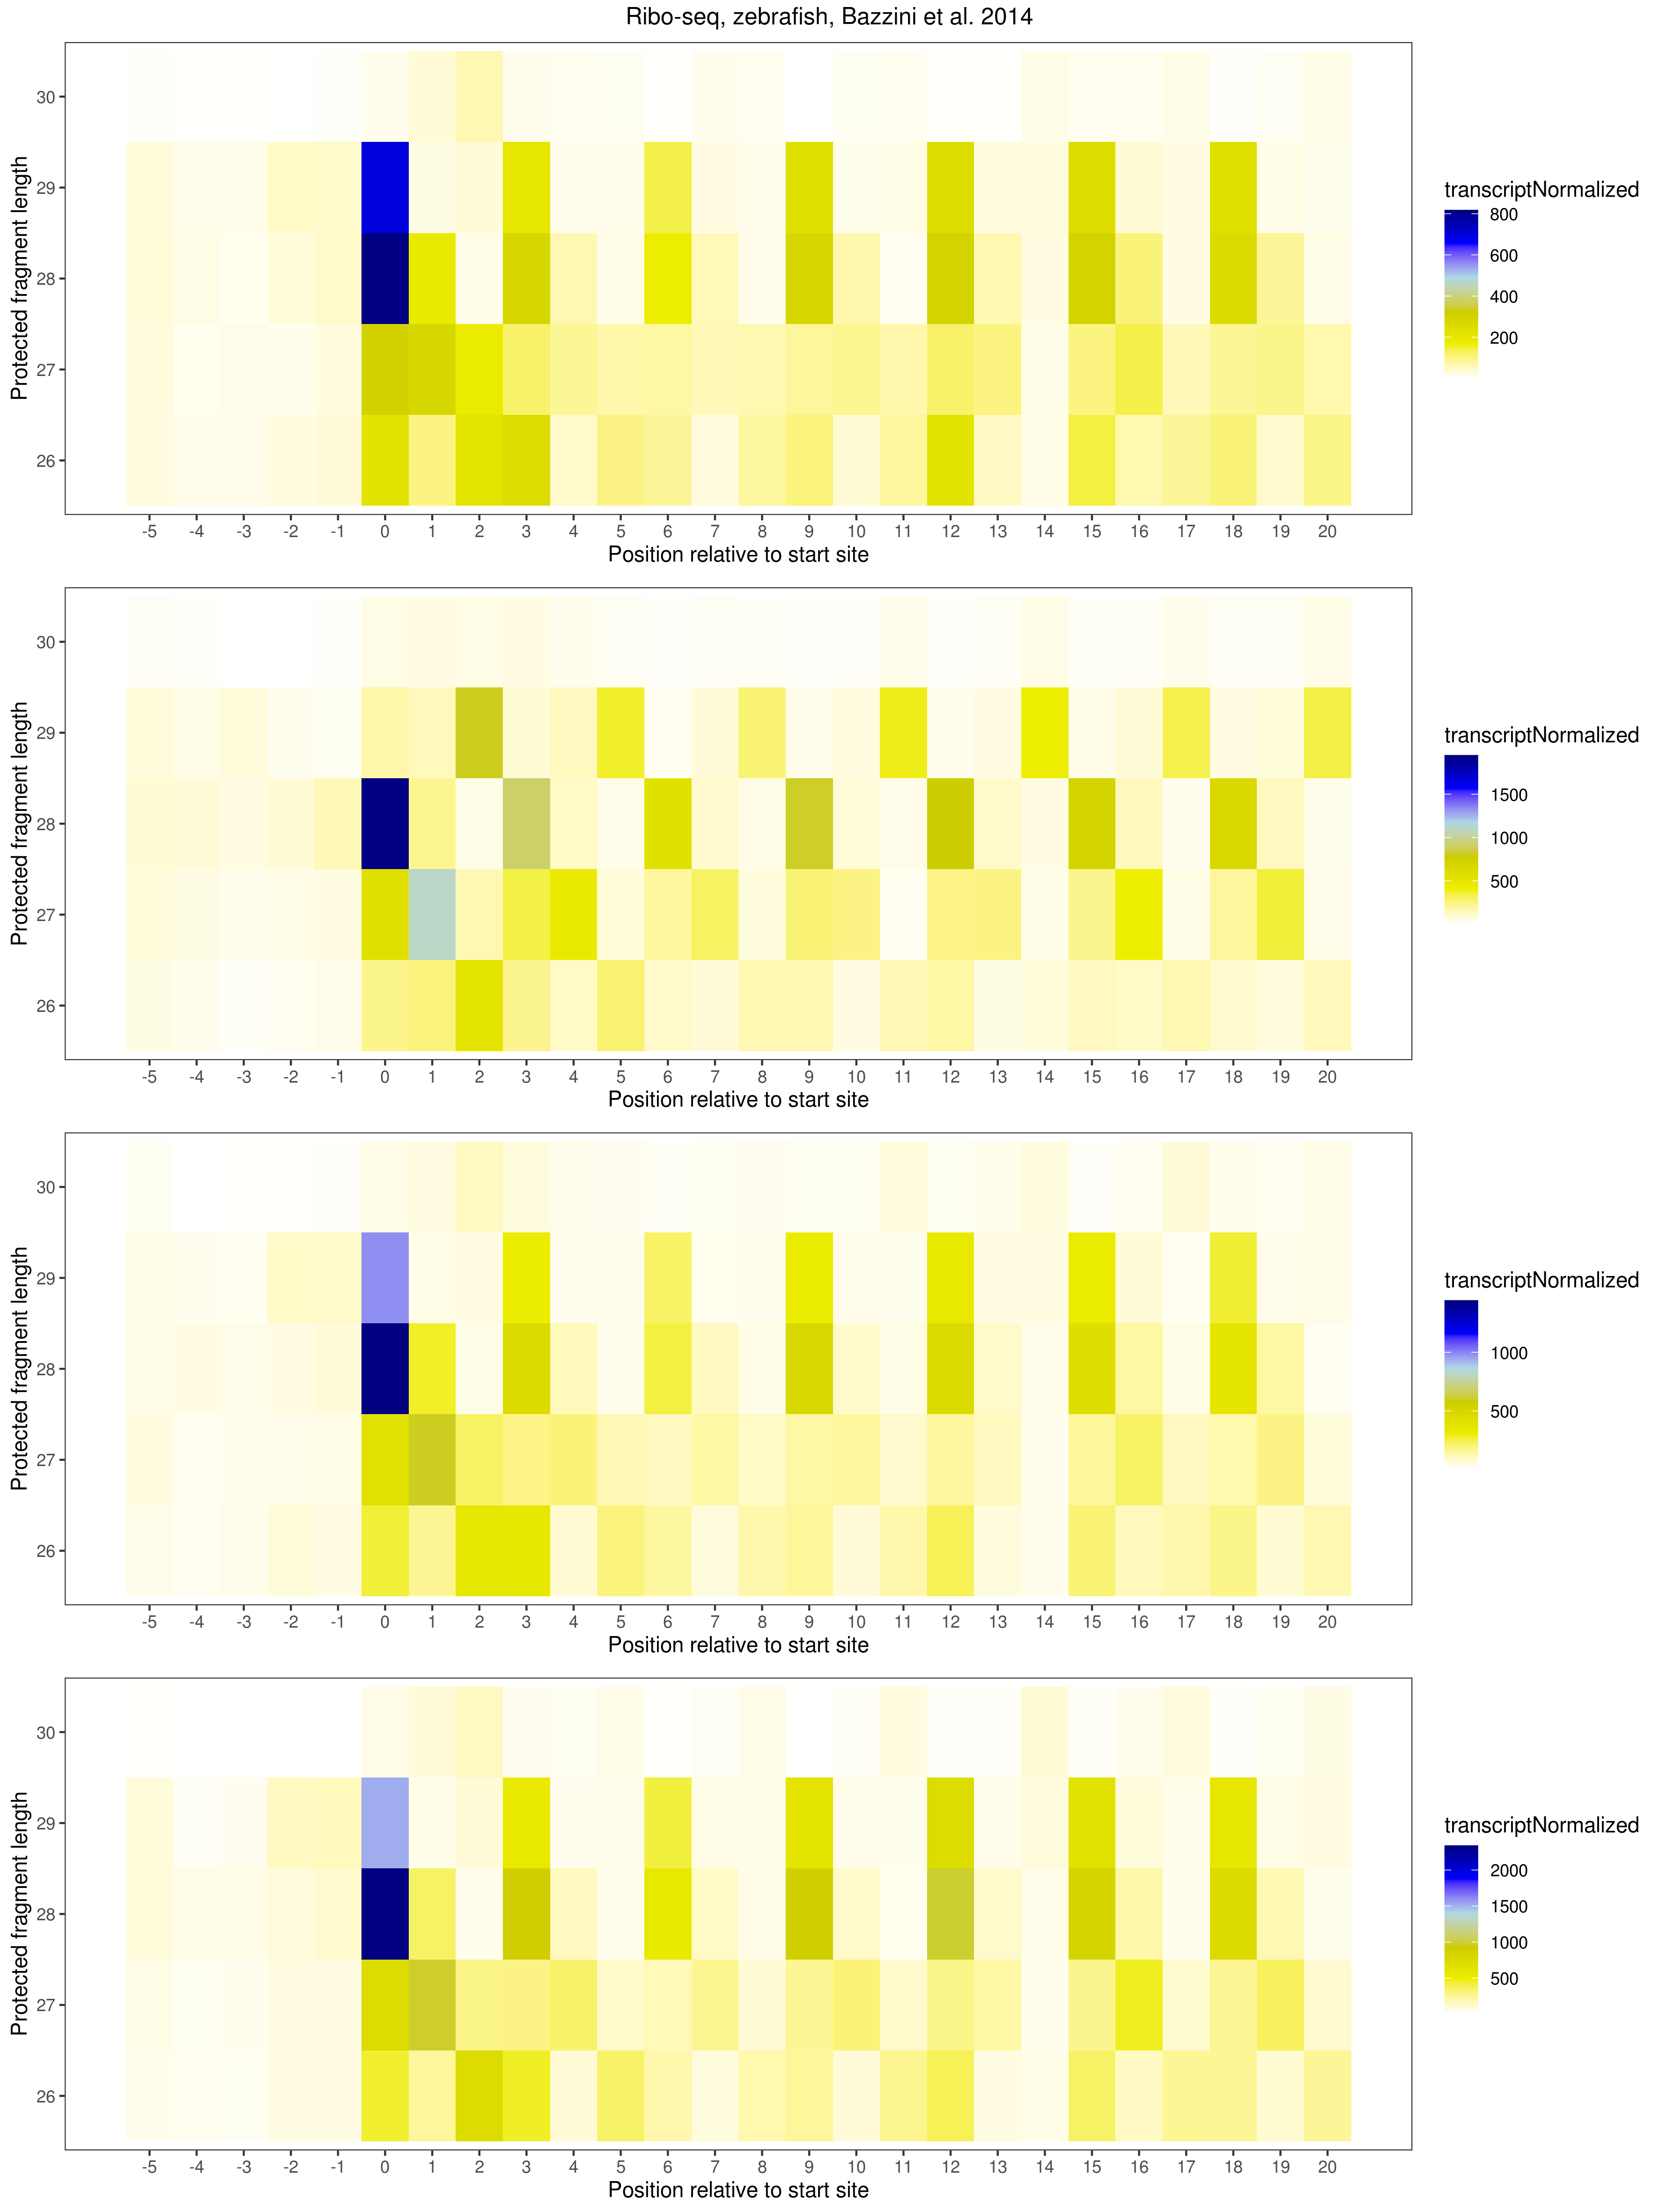 Ribo-seq, zebrafish, Bazzini et al. 2014
Protected fragment length
30
29
28
27
26
-5 -4 -3 -2 -1 0 1 2 3 4 5 6 7 8 9 10 11 12 13 14 15 16 17 18 19 20
Position relative to start site
transcriptNormalized
800
600
400
200
Protected fragment length
30
29
28
27
26
-5 -4 -3 -2 -1 0 1 2 3 4 5 6 7 8 9 10 11 12 13 14 15 16 17 18 19 20
Position relative to start site
transcriptNormalized
1500
1000
500
Protected fragment length
30
29
28
27
26
-5 -4 -3 -2 -1 0 1 2 3 4 5 6 7 8 9 10 11 12 13 14 15 16 17 18 19 20
Position relative to start site
transcriptNormalized
1000
500
Protected fragment length
30
29
28
27
26
-5 -4 -3 -2 -1 0 1 2 3 4 5 6 7 8 9 10 11 12 13 14 15 16 17 18 19 20
Position relative to start site
transcriptNormalized
2000
1500
1000
500